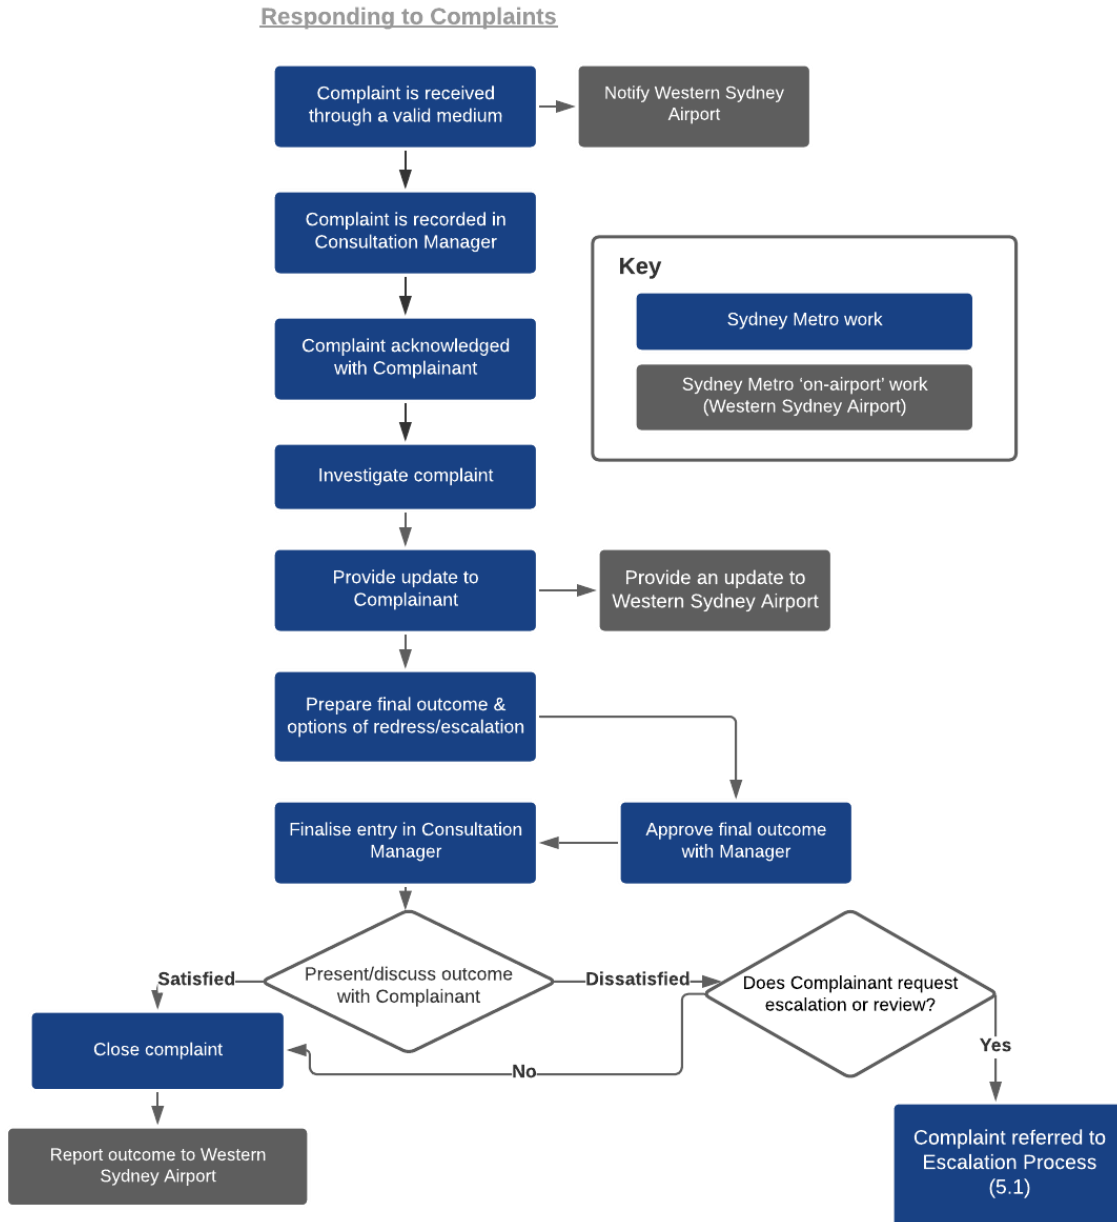 Responding to Complaints
Complaint is received
through a valid medium
Notify Western Sydney
Airport
Complaint is recorded in
Consultation Manager
Key
Sydney Metro work
Sydney Metro ‘on-airport’ work
(Western Sydney Airport)
Complaint acknowledged
with Complainant
Investigate complaint
Provide update to
Complainant
Provide an update to
Western Sydney Airport
Prepare final outcome &
options of redress/escalation
Finalise entry in Consultation
Manager
Approve final outcome
with Manager
Satisfied
Present/discuss outcome
with Complainant
Dissatisfied
Does Complainant request
escalation or review?
Close complaint
No
Yes
Report outcome to Western
Sydney Airport
Complaint referred to
Escalation Process
(5.1)